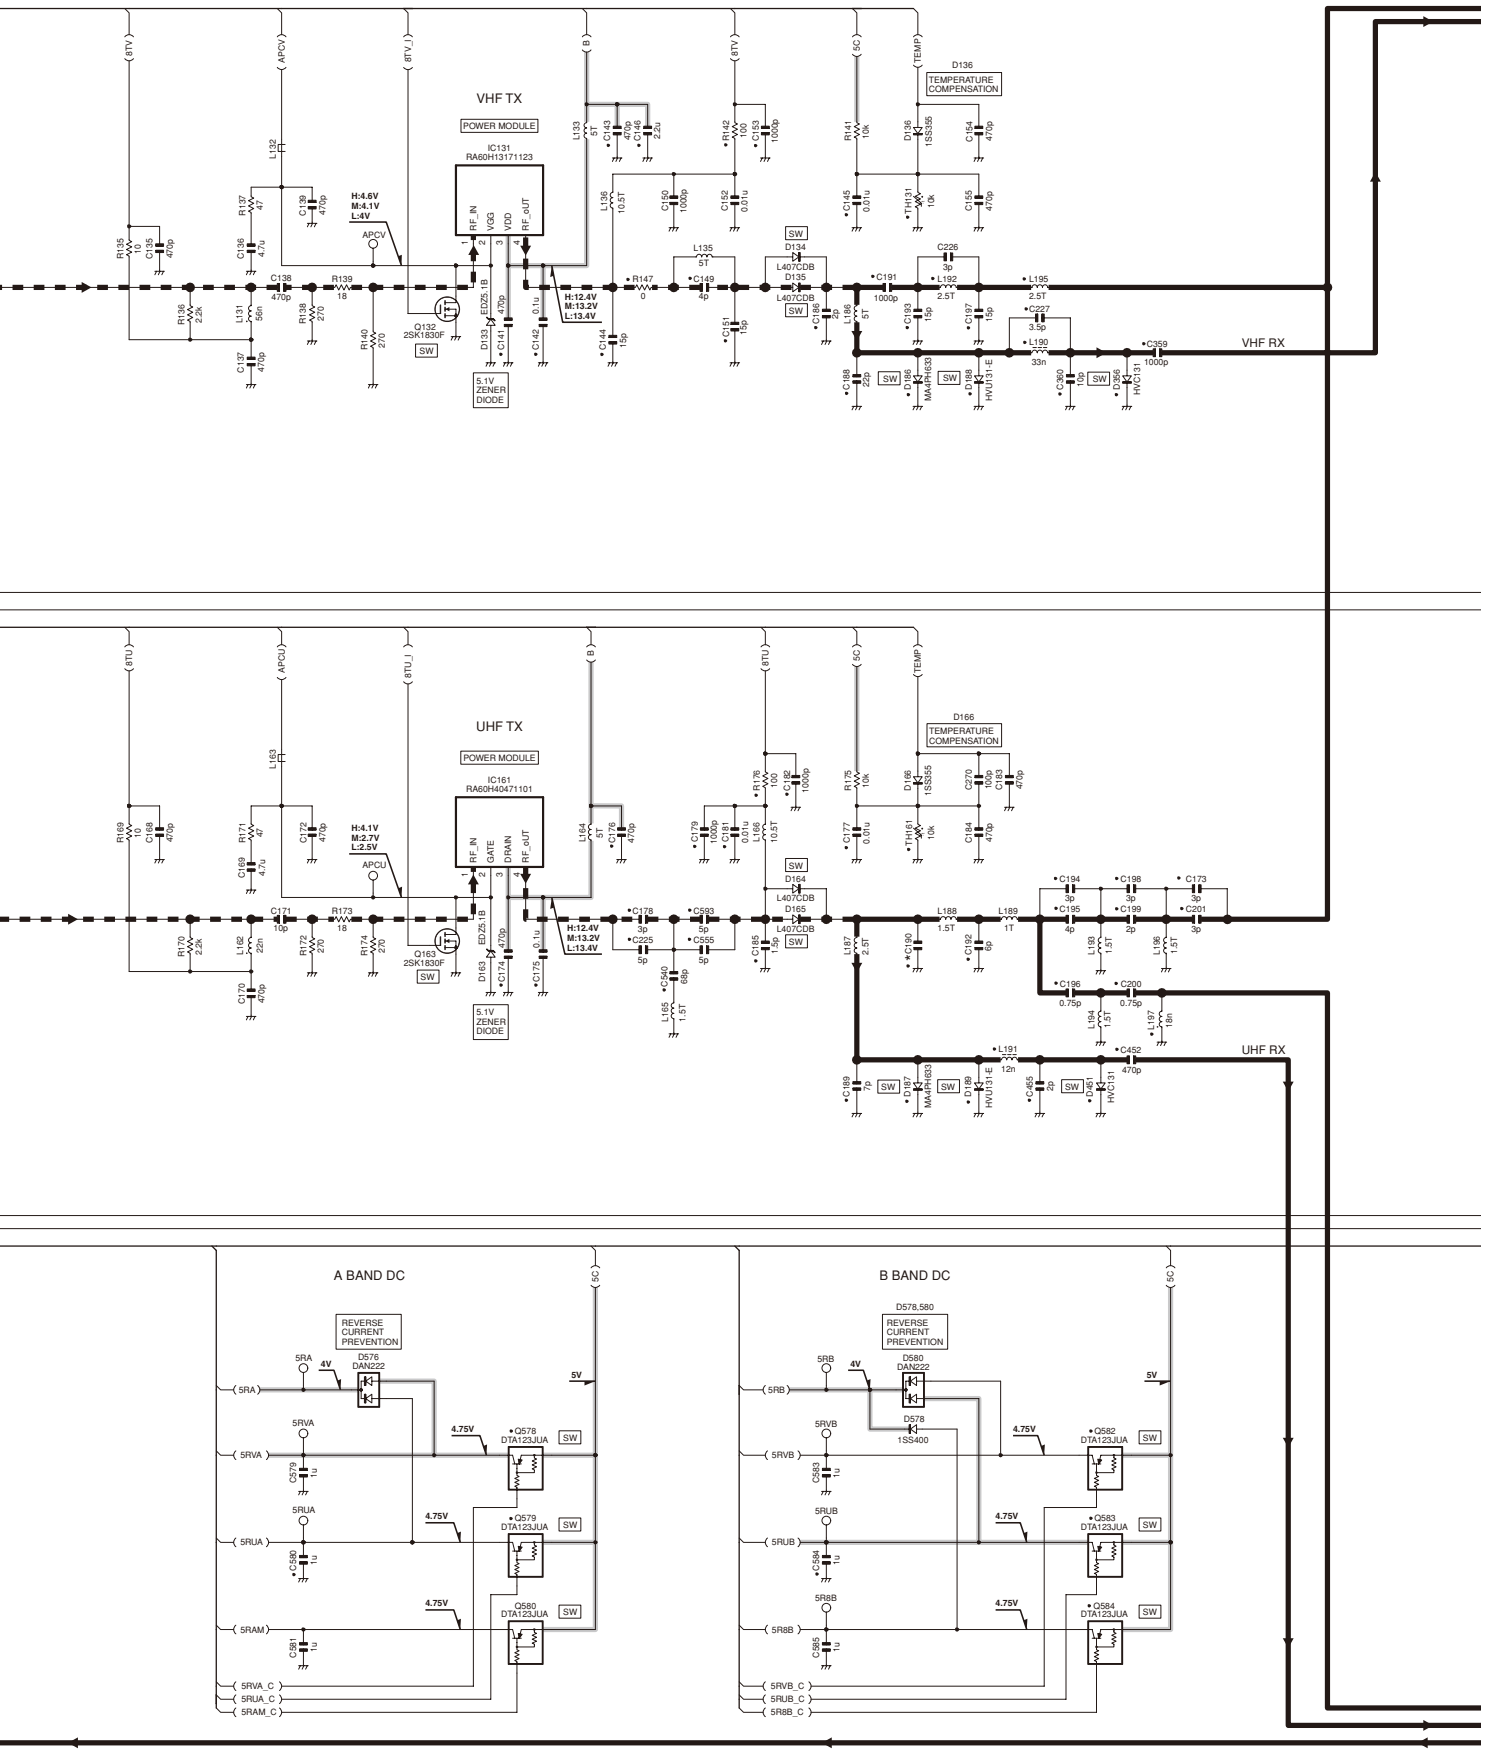 8TV
APCV
8TV_I
B
8TV
5C
TEMP
D136
TEMPERATURE
COMPENSATION
VHF TX
POWER MODULE
IC131
RA60H13171123
L132
L133
5T
C143
470p
C146
2.2u
R142
100
C153
1000p
R141
10k
D136
1SS355
C154
470p
R137
47
C139
470p
H:4.6V
M:4.1V
L:4V
APCV
RF_IN
VGG
VDD
RF_oUT
1
2
3
4
L136
10.5T
C150
1000p
C152
0.01u
C145
0.01u
TH131
10k
C155
470p
R135
10
C135
470p
C136
4.7u
L135
5T
SW
D134
L407CDB
C226
3p
C138
470p
R139
18
R147
0
C149
4p
D135
L407CDB
SW
C191
1000p
L192
2.5T
L195
2.5T
R136
2.2k
L131
56n
R138
270
R140
270
Q132
2SK1830F
SW
EDZ5.1B
D133
470p
C141
0.1u
C142
H:12.4V
M:13.2V
L:13.4V
C144
15p
C151
15p
C186
2p
L186
5T
C193
15p
C197
15p
C227
3.5p
L190
33n
C359
1000p
VHF RX
C137
470p
5.1V
ZENER
DIODE
C188
22p
SW
D186
MA4PH633
SW
D188
HVU131-E
C360
10p
SW
D356
HVC131
8TU
APCU
8TU_I
B
8TU
5C
TEMP
D166
TEMPERATURE
COMPENSATION
UHF TX
POWER MODULE
IC161
RA60H40471101
L163
R176
100
C182
1000p
R175
10k
D166
1SS355
C270
100p
C183
470p
R169
10
C168
470p
R171
47
C172
470p
H:4.1V
M:2.7V
L:2.5V
APCU
RF_IN
GATE
DRAIN
RF_oUT
1
2
3
4
L164
5T
C176
470p
C179
1000p
C181
0.01u
L166
10.5T
C177
0.01u
TH161
10k
C184
470p
C169
4.7u
SW
D164
L407CDB
C194
3p
C198
3p
C173
3p
C171
10p
R173
18
C178
3p
C593
5p
D165
L407CDB
SW
L188
1.5T
L189
1T
C195
4p
C199
2p
C201
3p
R170
2.2k
L162
22n
R172
270
R174
270
Q163
2SK1830F
SW
EDZ5.1B
D163
470p
C174
0.1u
C175
H:12.4V
M:13.2V
L:13.4V
C225
5p
C555
5p
C185
1.5p
L187
2.5T
*C190
C192
6p
L193
1.5T
L196
1.5T
C170
470p
C540
68p
L165
1.5T
C196
0.75p
C200
0.75p
L194
1.5T
L197
18n
5.1V
ZENER
DIODE
L191
12n
C452
470p
UHF RX
C189
7p
SW
D187
MA4PH633
SW
D189
HVU131-E
C455
2p
SW
D451
HVC131
A BAND DC
5C
B BAND DC
5C
REVERSE
CURRENT
PREVENTION
D576
DAN222
D578,580
REVERSE
CURRENT
PREVENTION
D580
DAN222
5RA
4V
5RA
5V
5RB
4V
5RB
5V
5RVA
5RVA
4.75V
Q578
DTA123JUA
SW
C579
1u
5RVB
D578
1SS400
5RVB
4.75V
Q582
DTA123JUA
SW
C583
1u
5RUA
5RUA
4.75V
Q579
DTA123JUA
SW
C580
1u
5RUB
5RUB
4.75V
Q583
DTA123JUA
SW
C584
1u
5RAM
4.75V
Q580
DTA123JUA
SW
C581
1u
5R8B
5R8B
4.75V
Q584
DTA123JUA
SW
C585
1u
5RVA_C
5RUA_C
5RAM_C
5RVB_C
5RUB_C
5R8B_C